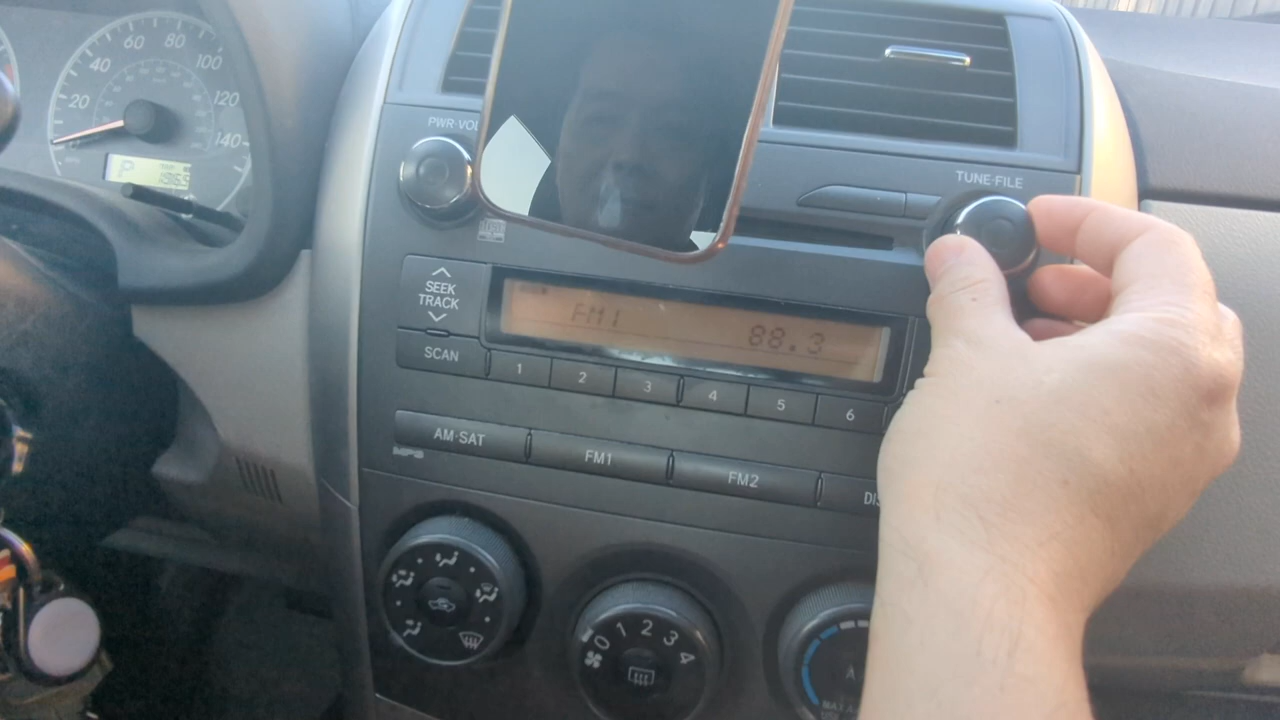 20
40
60
80
100
120
140
P
PWR·VOL
TUNE·FILE
SEEK
TRACK
FM1
88.3
SCAN
1
2
3
4
5
6
AM·SAT
FM1
FM2
0
1
2
3
4